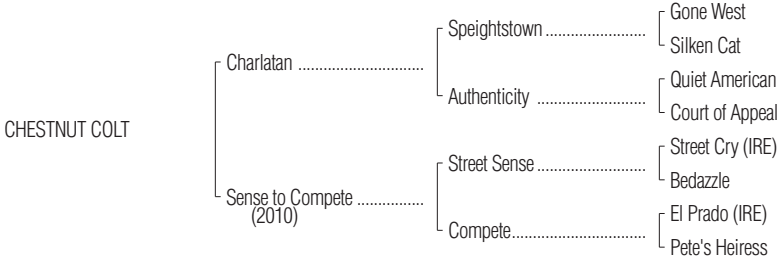 Gone West
Speightstown ........................
Silken Cat
Charlatan ..............................
Quiet American
Authenticity ..........................
Court of Appeal
CHESTNUT COLT
Street Cry (IRE)
Street Sense ..........................
Bedazzle
Sense to Compete ................
(2010)
El Prado (IRE)
Compete................................
Pete's Heiress